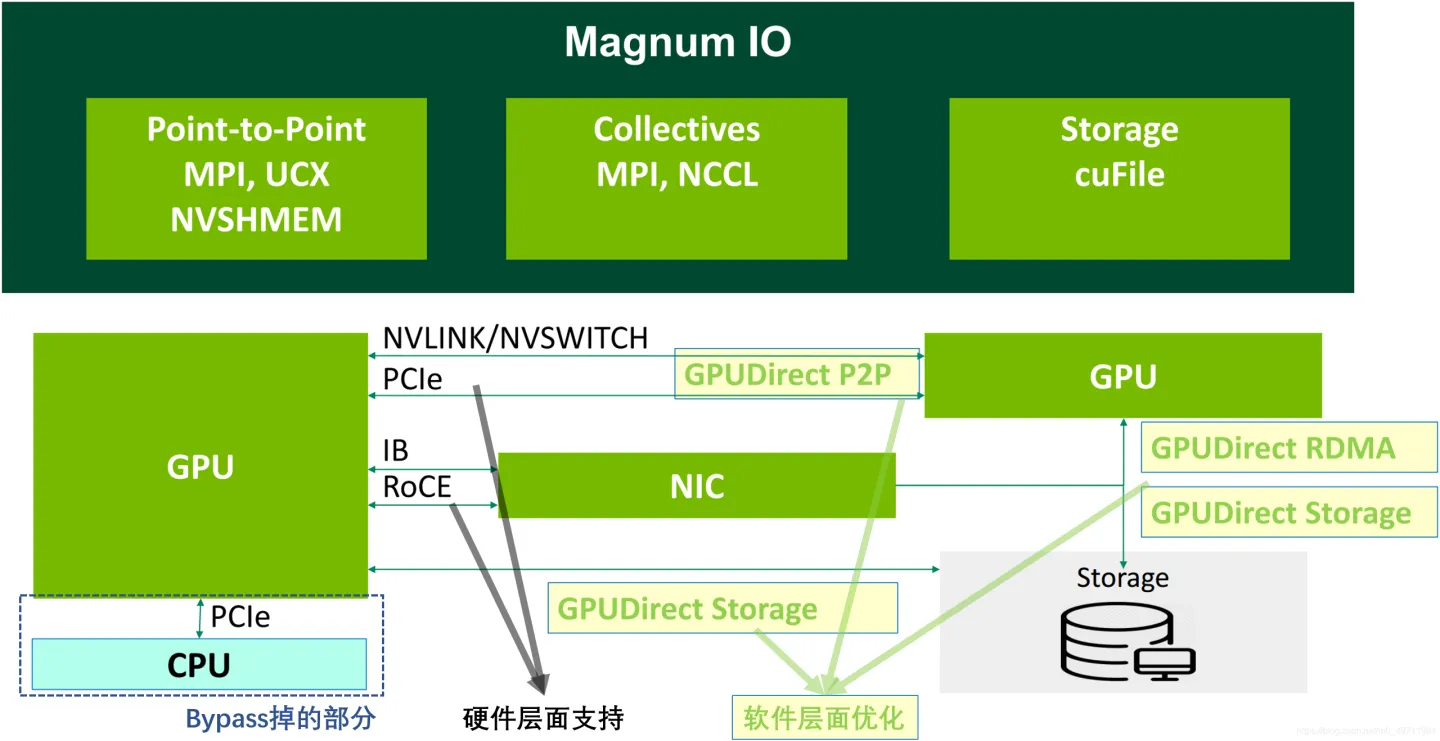 Magnum IO
Point-to-Point
MPI, UCX
NVSHMEM
Collectives
MPI, NCCL
Storage
cuFile
NVLINK/NVSWITCH
GPUDirect P2P
PCIe
GPU
GPU
IB
RoCE
NIC
GPUDirect RDMA
GPUDirect Storage
GPUDirect Storage
Storage
PCIe
CPU
Bypass掉的部分
硬件层面支持
软件层面优化